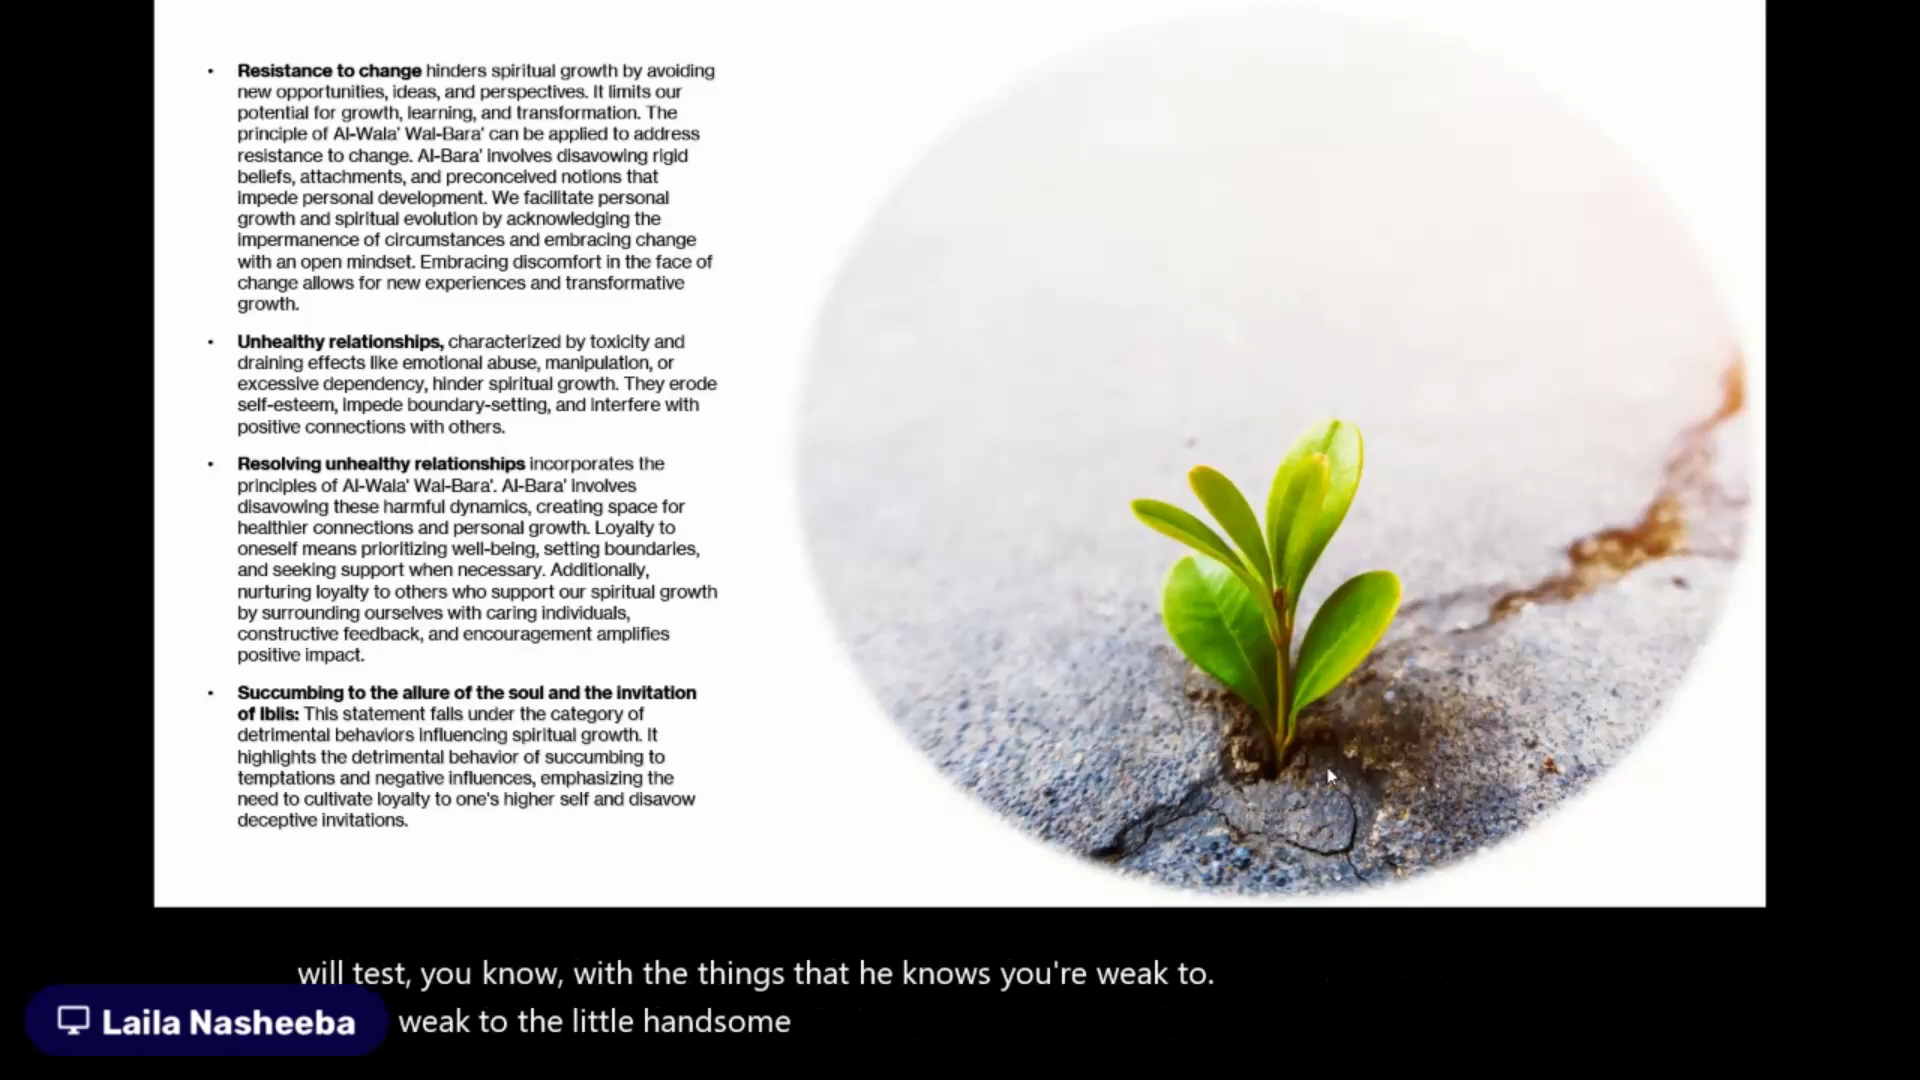 • Resistance to change hinders spiritual growth by avoiding
new opportunities, ideas, and perspectives. It limits our
potential for growth, learning, and transformation. The
principle of Al-Wala' Wal-Bara' can be applied to address
resistance to change. Al-Bara' involves disavowing rigid
beliefs, attachments, and preconceived notions that
impede personal development. We facilitate personal
growth and spiritual evolution by acknowledging the
impermanence of circumstances and embracing change
with an open mindset. Embracing discomfort in the face of
change allows for new experiences and transformative
growth.
• Unhealthy relationships, characterized by toxicity and
draining effects like emotional abuse, manipulation, or
excessive dependency, hinder spiritual growth. They erode
self-esteem, impede boundary-setting, and interfere with
positive connections with others.
• Resolving unhealthy relationships incorporates the
principles of Al-Wala' Wal-Bara'. Al-Bara' involves
disavowing these harmful dynamics, creating space for
healthier connections and personal growth. Loyalty to
oneself means prioritizing well-being, setting boundaries,
and seeking support when necessary. Additionally,
nurturing loyalty to others who support our spiritual growth
by surrounding ourselves with caring individuals,
constructive feedback, and encouragement amplifies
positive impact.
• Succumbing to the allure of the soul and the invitation
of Iblis: This statement falls under the category of
detrimental behaviors influencing spiritual growth. It
highlights the detrimental behavior of succumbing to
temptations and negative influences, emphasizing the
need to cultivate loyalty to one's higher self and disavow
deceptive invitations.
will test, you know, with the things that he knows you're weak to.
weak to the little handsome
Laila Nasheeba